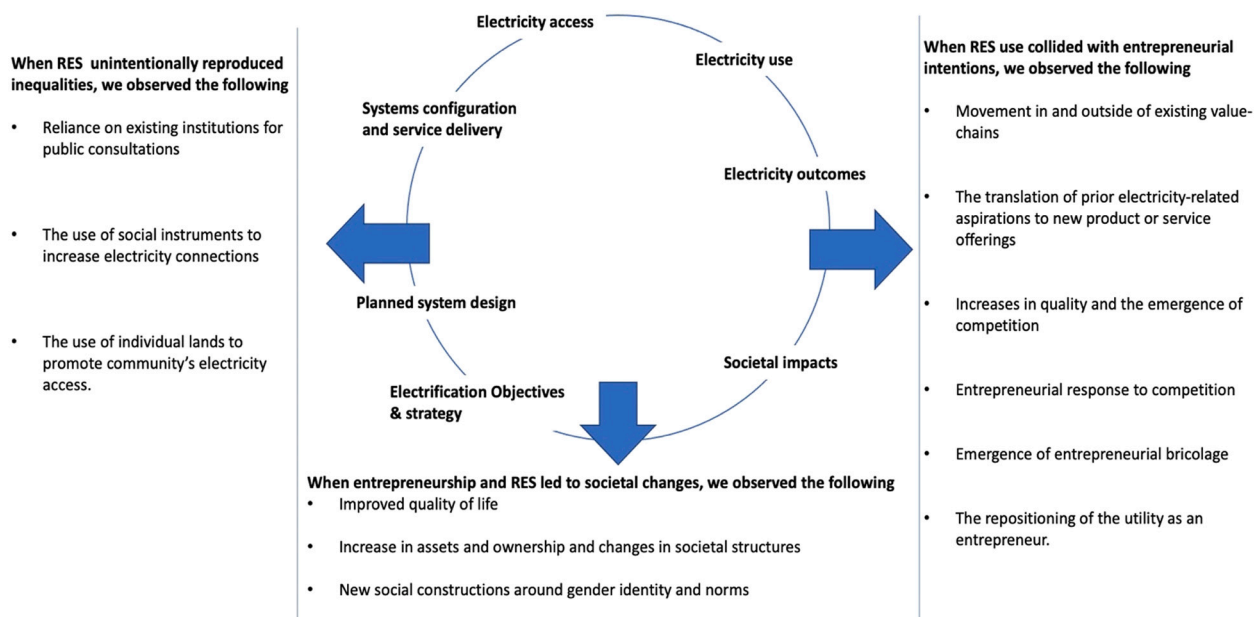 When RES unintentionally reproduced
inequalities, we observed the following
• Reliance on existing institutions for
public consultations
• The use of social instruments to
increase electricity connections
• The use of individual lands to
promote community's electricity
access.
Electricity access
Electricity use
Systems configuration
and service delivery
Electricity outcomes
Planned system design
Societal impacts
Electrification Objectives
& strategy
When entrepreneurship and RES led to societal changes, we observed the following
• Improved quality of life
• Increase in assets and ownership and changes in societal structures
• New social constructions around gender identity and norms
When RES use collided with entrepreneurial
intentions, we observed the following
• Movement in and outside of existing value-
chains
• The translation of prior electricity-related
aspirations to new product or service
offerings
• Increases in quality and the emergence of
competition
• Entrepreneurial response to competition
• Emergence of entrepreneurial bricolage
• The repositioning of the utility as an
entrepreneur.